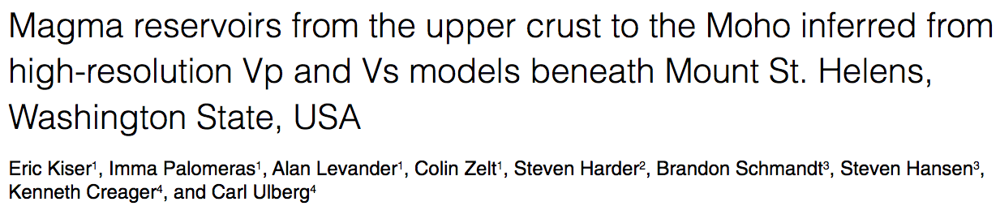 Magma reservoirs from the upper crust to the Moho inferred from
high-resolution Vp and Vs models beneath Mount St. Helens,
Washington State, USA
Eric Kiser¹, Imma Palomeras¹, Alan Levander¹, Colin Zelt¹, Steven Harder², Brandon Schmandt³, Steven Hansen³,
Kenneth Creager⁴, and Carl Ulberg⁴